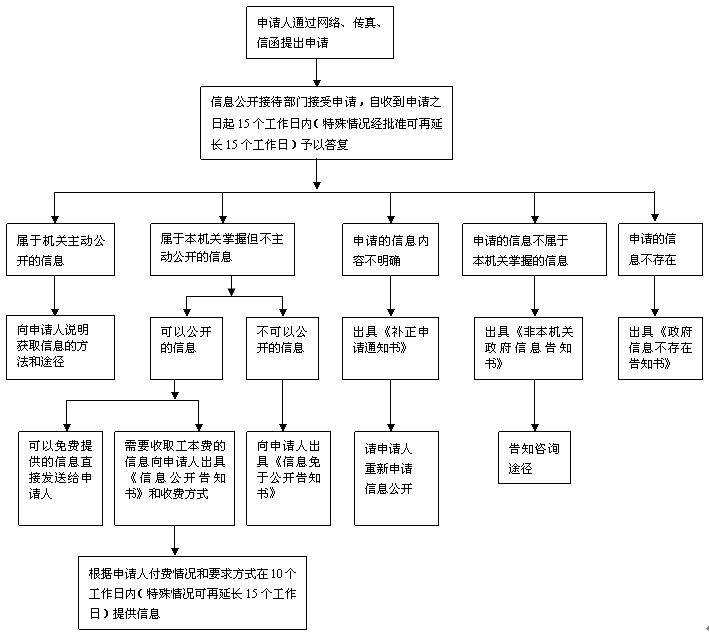 申请人通过网络、传真、
信函提出申请
信息公开接待部门接受申请，自收到申请之
日起15个工作日内（特殊情况经批准可再延
长15个工作日）予以答复
属于机关主动公
开的信息
属于本机关掌握但不主
动公开的信息
申请的信息内
容不明确
申请的信息不属于
本机关掌握的信息
申请的信
息不存在
向申请人说明
获取信息的方
法和途径
可以公开
的信息
不可以公
开的信息
出具《补正申
请通知书》
出具《非本机关
政府信息告知
书》
出具《政府
信息不存在
告知书》
可以免费提
供的信息直
接发送给申
请人
需要收取工本费的
信息向申请人出具
《信息公开告知
书》和收费方式
向申请人出
具《信息免
于公开告知
书》
请申请人
重新申请
信息公开
告知咨询
途径
根据申请人付费情况和要求方式在10个
工作日内（特殊情况可再延长15个工作
日）提供信息